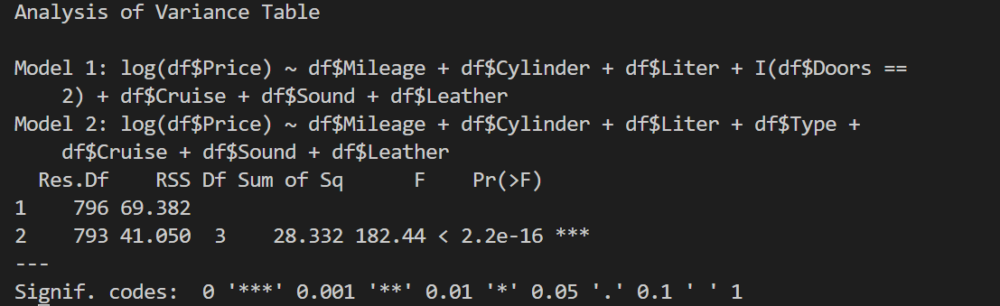 Analysis of Variance Table

Model 1: log(df$Price) ~ df$Mileage + df$Cylinder + df$Liter + I(df$Doors ==
    2) + df$Cruise + df$Sound + df$Leather
Model 2: log(df$Price) ~ df$Mileage + df$Cylinder + df$Liter + df$Type +
    df$Cruise + df$Sound + df$Leather
  Res.Df    RSS Df Sum of Sq      F    Pr(>F)
1    796 69.382
2    793 41.050  3    28.332 182.44 < 2.2e-16 ***
---
Signif. codes:  0 '***' 0.001 '**' 0.01 '*' 0.05 '.' 0.1 ' ' 1